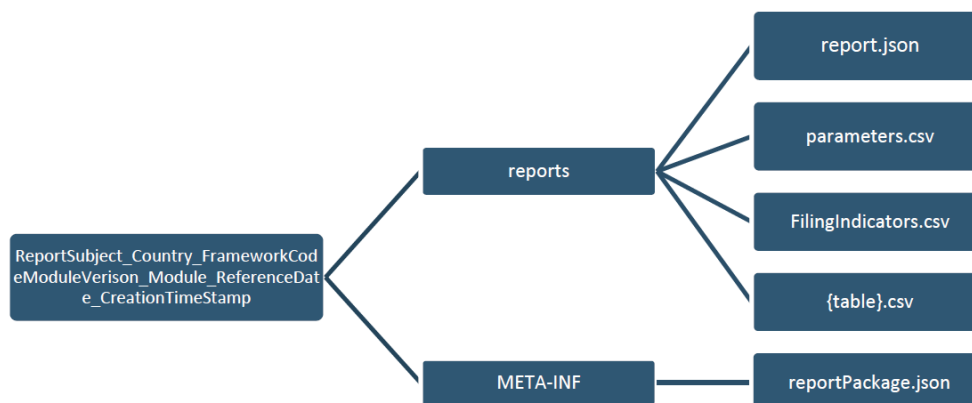 report.json
parameters.csv
reports
FilingIndicators.csv
ReportSubject_Country_FrameworkCod
eModuleVerison_Module_ReferenceDat
e_CreationTimeStamp
{table}.csv
META-INF
reportPackage.json